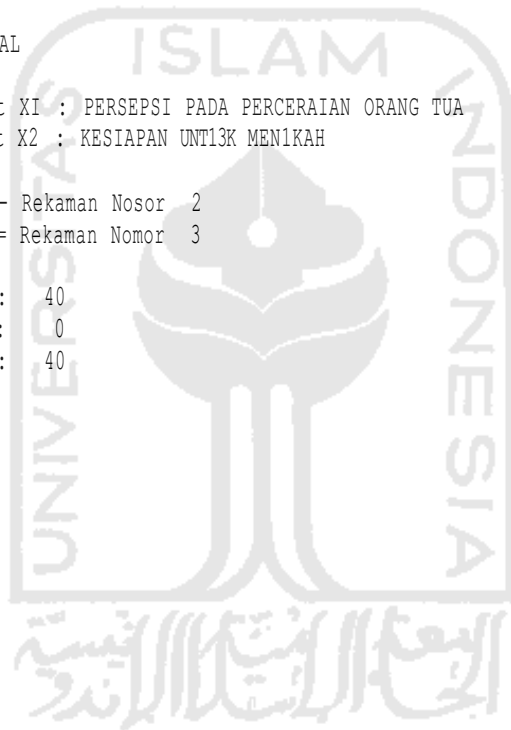 AL
t XI : PERSEPSI PADA PERCERAIAN ORANG TUA
t X2 : KESIAPAN UNT13K MEN1KAH
- Rekaman Nosor 2
= Rekaman Nomor 3
: 40
: 0
: 40
ISLAM
UNIVERSITAS
INDONESIA